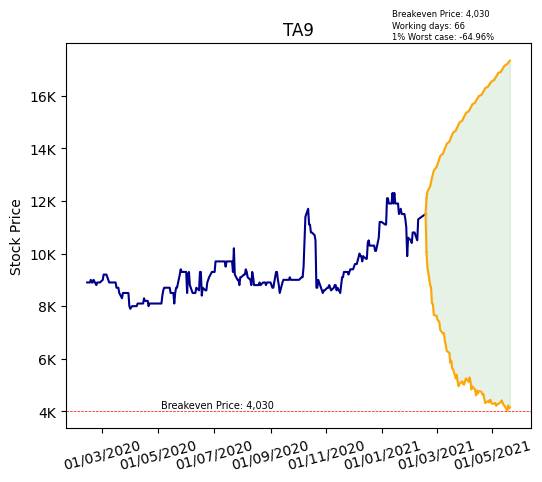 Breakeven Price: 4,030
Working days: 66
1% Worst case: -64.96%
TA9
Stock Price
16K
14K
12K
10K
8K
6K
4K
Breakeven Price: 4,030
01/03/2020
01/05/2020
01/07/2020
01/09/2020
01/11/2020
01/01/2021
01/03/2021
01/05/2021